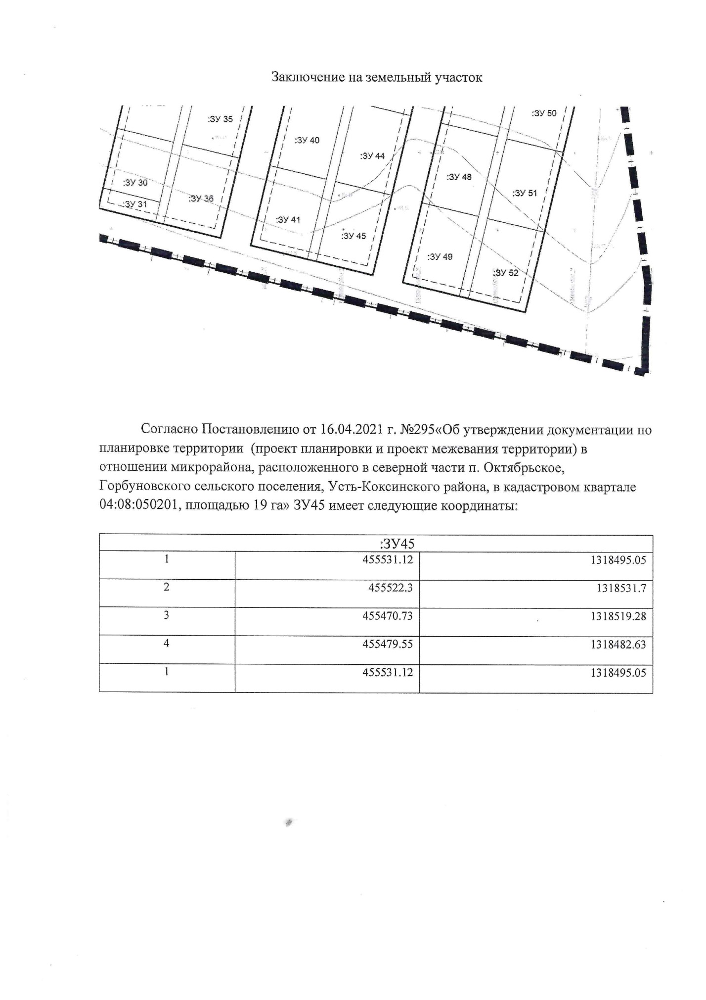 Заключение на земельный участок
:ЗУ 35
:ЗУ 50
:ЗУ 40
:ЗУ 44
:ЗУ 48
:ЗУ 30
:ЗУ 36
:ЗУ 51
:ЗУ 31
:ЗУ 41
:ЗУ 45
:ЗУ 49
:ЗУ 52
Согласно Постановлению от 16.04.2021 г. №295«Об утверждении документации по
планировке территории (проект планировки и проект межевания территории) в
отношении микрорайона, расположенного в северной части п. Октябрьское,
Горбуновского сельского поселения, Усть-Коксинского района, в кадастровом квартале
04:08:050201, площадью 19 га» ЗУ45 имеет следующие координаты:
:ЗУ45
1 455531.12 1318495.05
2 455522.3 1318531.7
3 455470.73 1318519.28
4 455479.55 1318482.63
1 455531.12 1318495.05